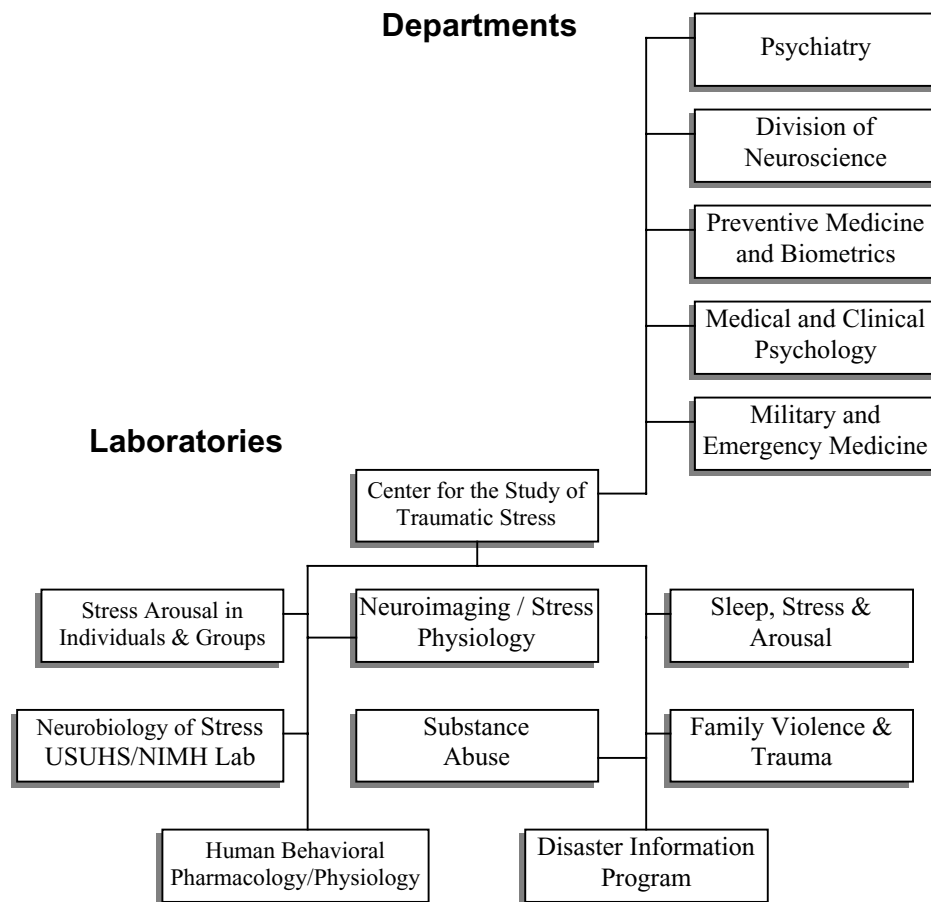 Departments
Psychiatry
Division of
Neuroscience
Preventive Medicine
and Biometrics
Medical and Clinical
Psychology
Military and
Emergency Medicine
Laboratories
Center for the Study of
Traumatic Stress
Stress Arousal in
Individuals & Groups
Neuroimaging / Stress
Physiology
Sleep, Stress &
Arousal
Neurobiology of Stress
USUHS/NIMH Lab
Substance
Abuse
Family Violence &
Trauma
Human Behavioral
Pharmacology/Physiology
Disaster Information
Program